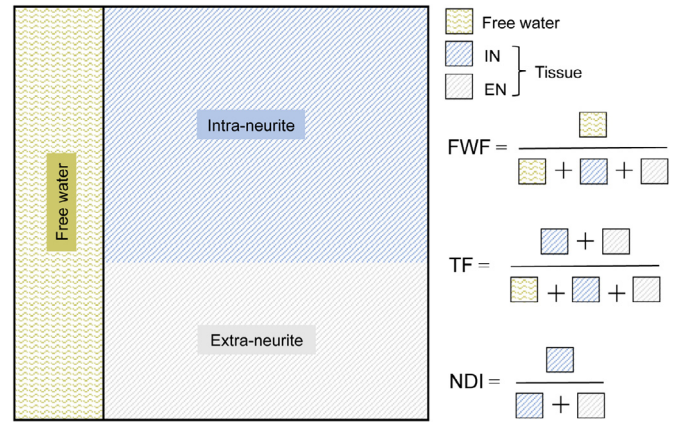 Free water
Intra-neurite
Extra-neurite
Free water
IN
EN
Tissue
FWF =
+ +
TF =
+
+ +
NDI =
+